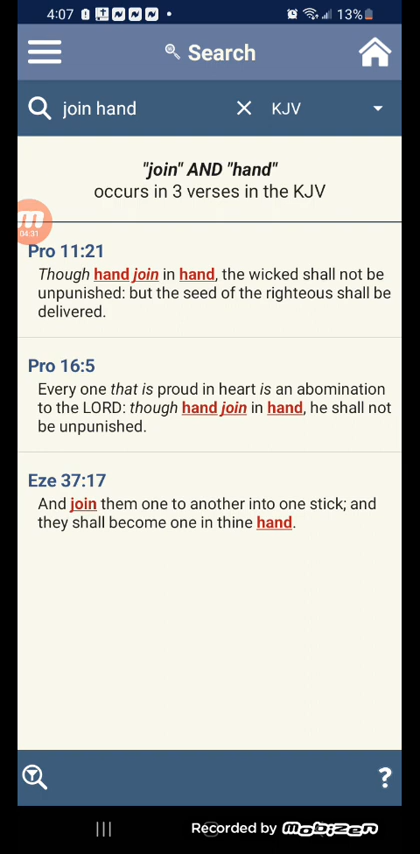 4:07 13%
Search
join hand KJV
"join" AND "hand"
occurs in 3 verses in the KJV
04:31
Pro 11:21
Though hand join in hand, the wicked shall not be
unpunished: but the seed of the righteous shall be
delivered.
Pro 16:5
Every one that is proud in heart is an abomination
to the LORD: though hand join in hand, he shall not
be unpunished.
Eze 37:17
And join them one to another into one stick; and
they shall become one in thine hand.
?
Recorded by mobizen